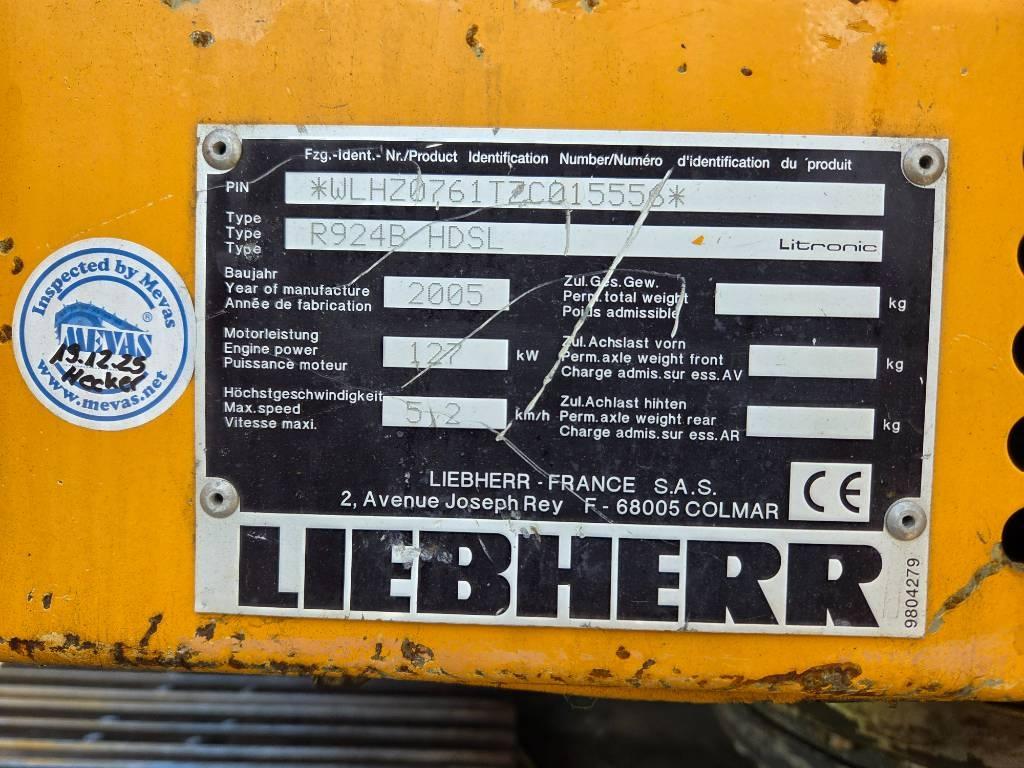 Fzg.-Ident.- Nr./Product Identification Number/Numéro d'identification du produit
PIN *WLHZ0761TZC015556*
Type
Type R924B HDSL Litronic
Type
Baujahr
Year of manufacture 2005
Année de fabrication
Zul.Ges.Gew.
Perm.total weight kg
Poids admissible
Motorleistung
Engine power 127 kW
Puissance moteur
Zul.Achslast vorn
Perm.axle weight front kg
Charge admis.sur ess.AV
Höchstgeschwindigkeit
Max.speed 5,2 km/h
Vitesse maxi.
Zul.Achlast hihten
Perm.axle weight rear kg
Charge admis.sur ess.AR
LIEBHERR - FRANCE S.A.S.
2, Avenue Joseph Rey F - 68005 COLMAR
CE
LIEBHERR
9804279
Inspected by Mevas
MEVAS ®
19.12.25
Hecker
www.mevas.net